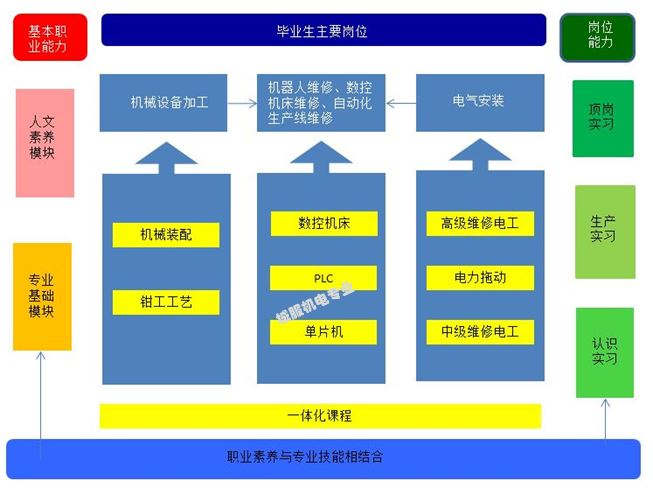 基本职
业能力
毕业生主要岗位
岗位
能力
机械设备加工
机器人维修、数控
机床维修、自动化
生产线维修
电气安装
人文
素养
模块
顶岗
实习
机械装配
钳工工艺
数控机床
PLC
单片机
高级维修电工
电力拖动
中级维修电工
生产
实习
专业
基础
模块
认识
实习
服机电专业
一体化课程
职业素养与专业技能相结合